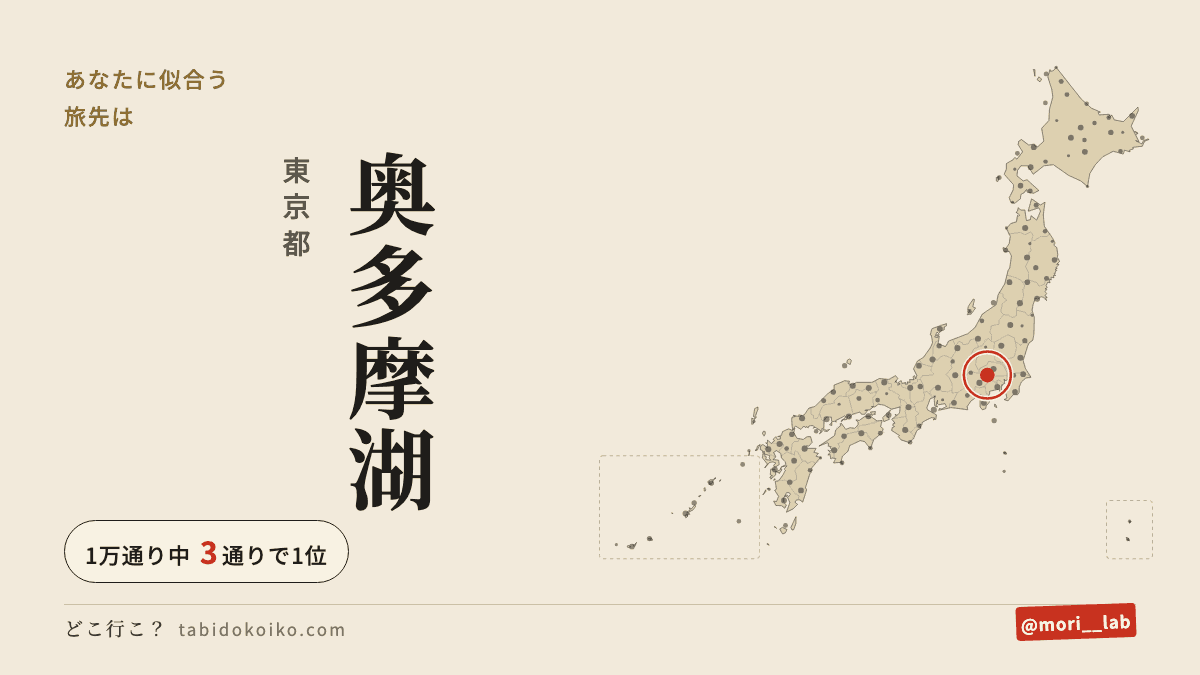 あなたに似合う
旅先は
東京都
奥多摩湖
1万通り中 3通りで1位
どこ行こ? tabidokoiko.com
@mori__lab